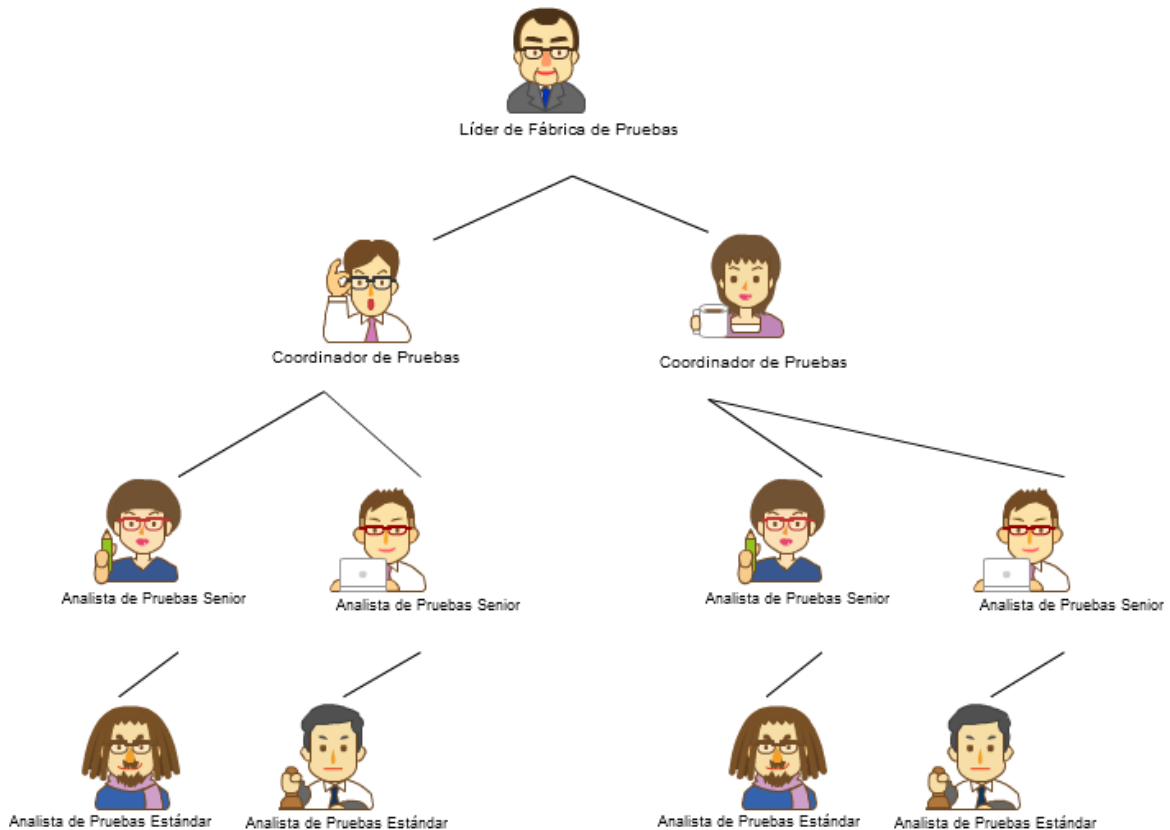 Líder de Fábrica de Pruebas
Coordinador de Pruebas
Coordinador de Pruebas
Analista de Pruebas Senior
Analista de Pruebas Senior
Analista de Pruebas Senior
Analista de Pruebas Senior
Analista de Pruebas Estándar
Analista de Pruebas Estándar
Analista de Pruebas Estándar
Analista de Pruebas Estándar